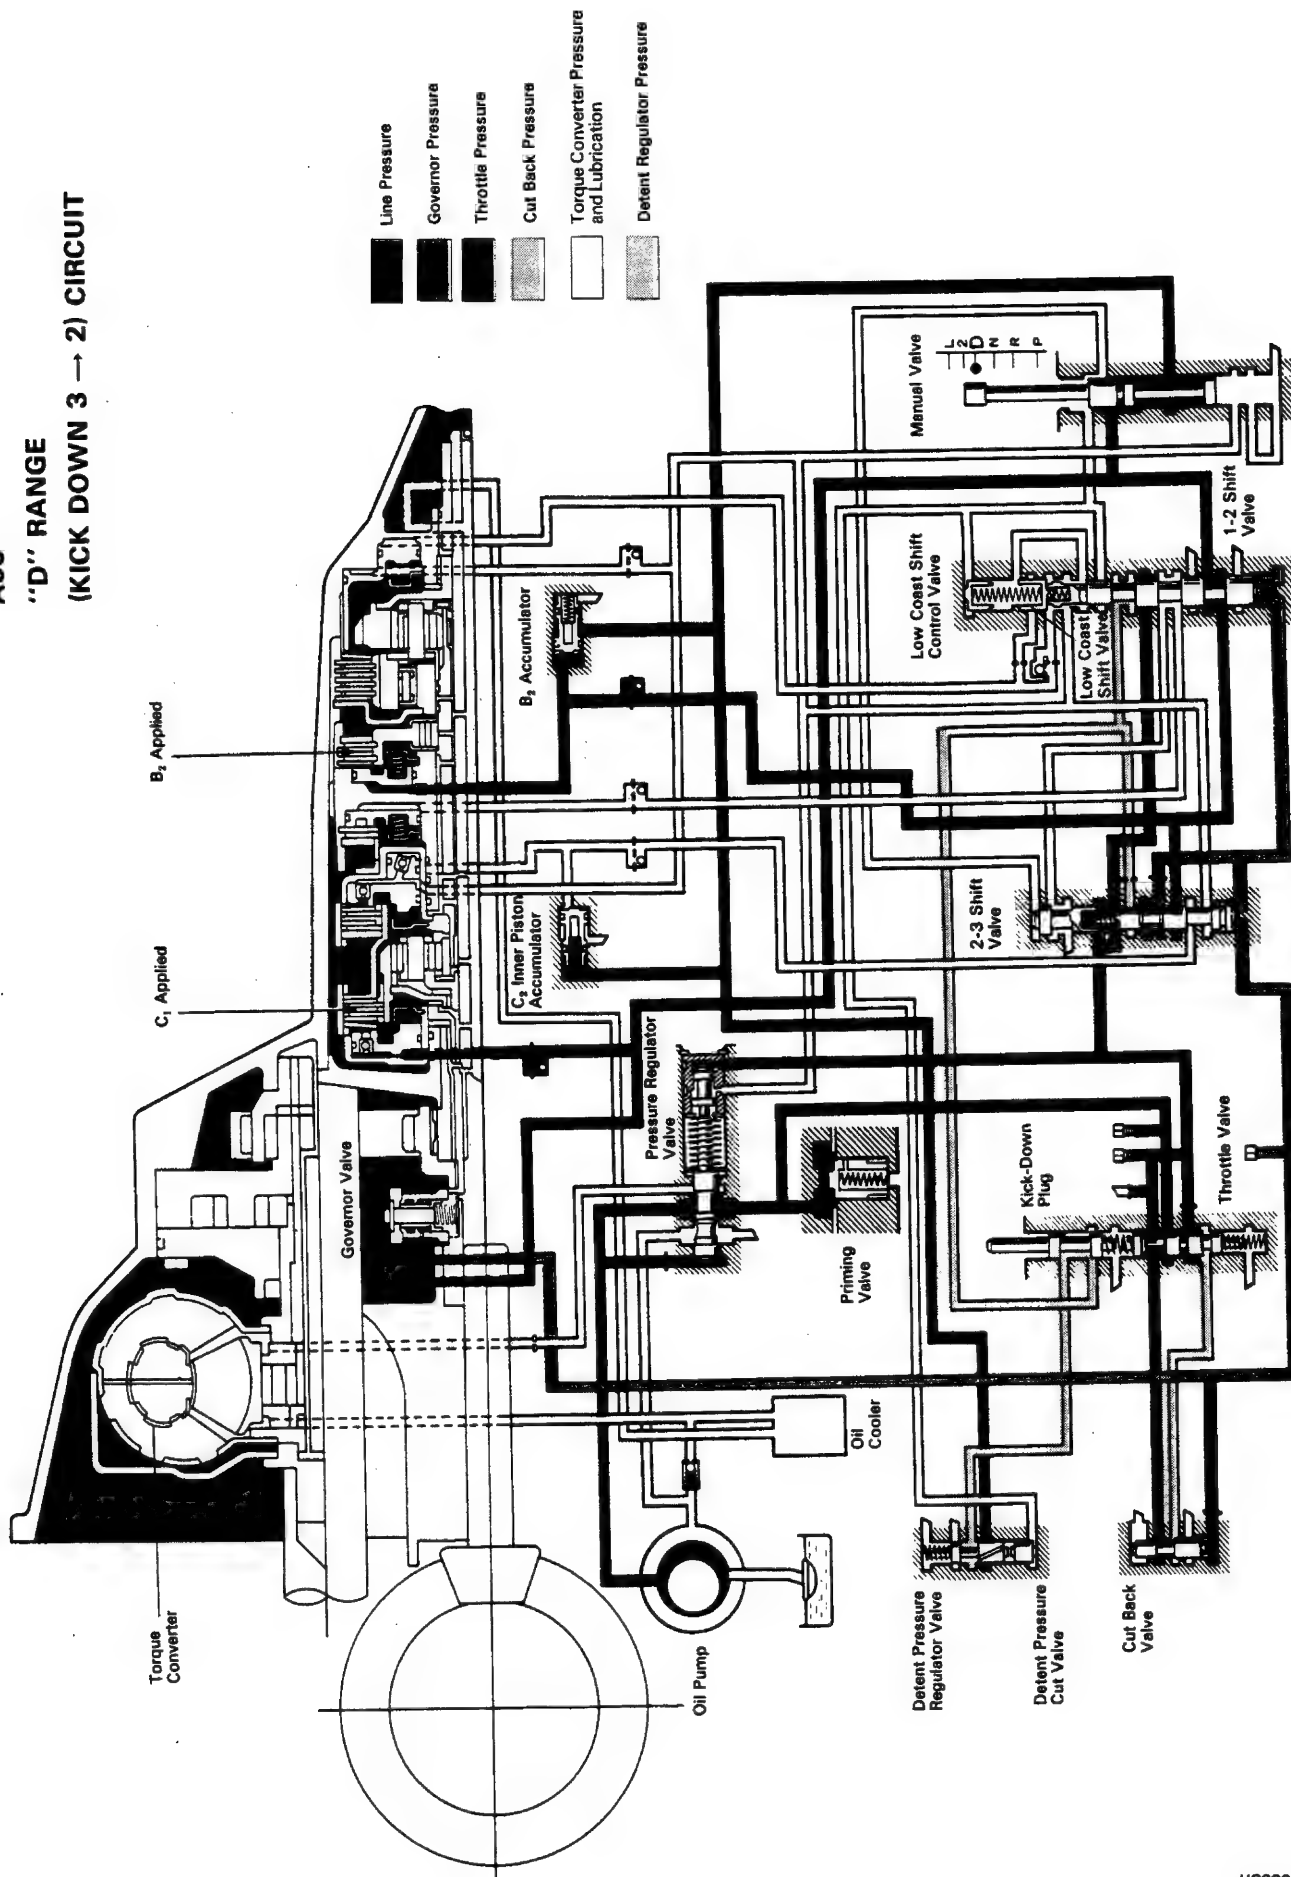 "D" RANGE
(KICK DOWN 3 → 2) CIRCUIT
Line Pressure
Governor Pressure
Throttle Pressure
Cut Back Pressure
Torque Converter Pressure
and Lubrication
Detent Regulator Pressure
Torque
Converter
C₁ Applied
B₂ Applied
Governor Valve
C₂ Inner Piston
Accumulator
B₂ Accumulator
Oil Pump
Oil
Cooler
Pressure Regulator
Valve
Priming
Valve
Manual Valve
L
2
D
N
R
P
Low Coast Shift
Control Valve
Low Coast
Shift Valve
1-2 Shift
Valve
2-3 Shift
Valve
Kick-Down
Plug
Throttle Valve
Detent Pressure
Regulator Valve
Detent Pressure
Cut Valve
Cut Back
Valve